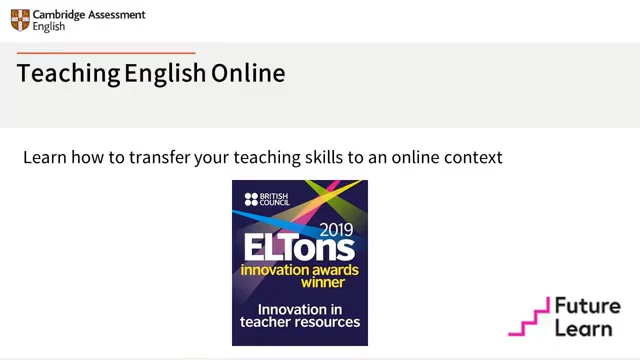 Cambridge Assessment
English
Teaching English Online
Learn how to transfer your teaching skills to an online context
BRITISH
COUNCIL
2019
ELTons
innovation awards
winner
Innovation in
teacher resources
Future
Learn